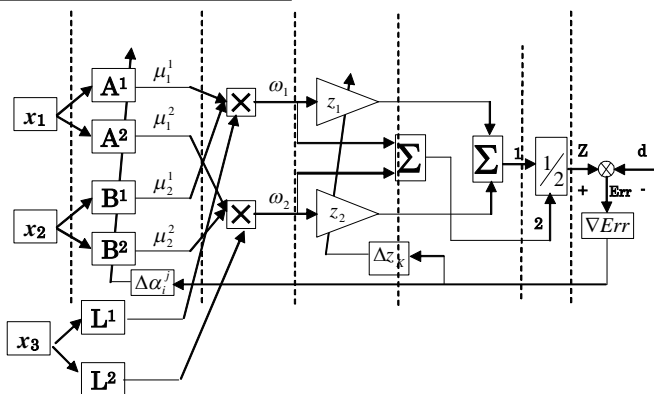 x₁
x₂
x₃
A¹
A²
B¹
B²
L¹
L²
μ₁¹
μ₁²
μ₂¹
μ₂²
Δαᵢʲ
×
×
ω₁
ω₂
z₁
z₂
Σ
Δz_K
Σ
1
2
1/2
Z
+
d
-
Err
∇Err